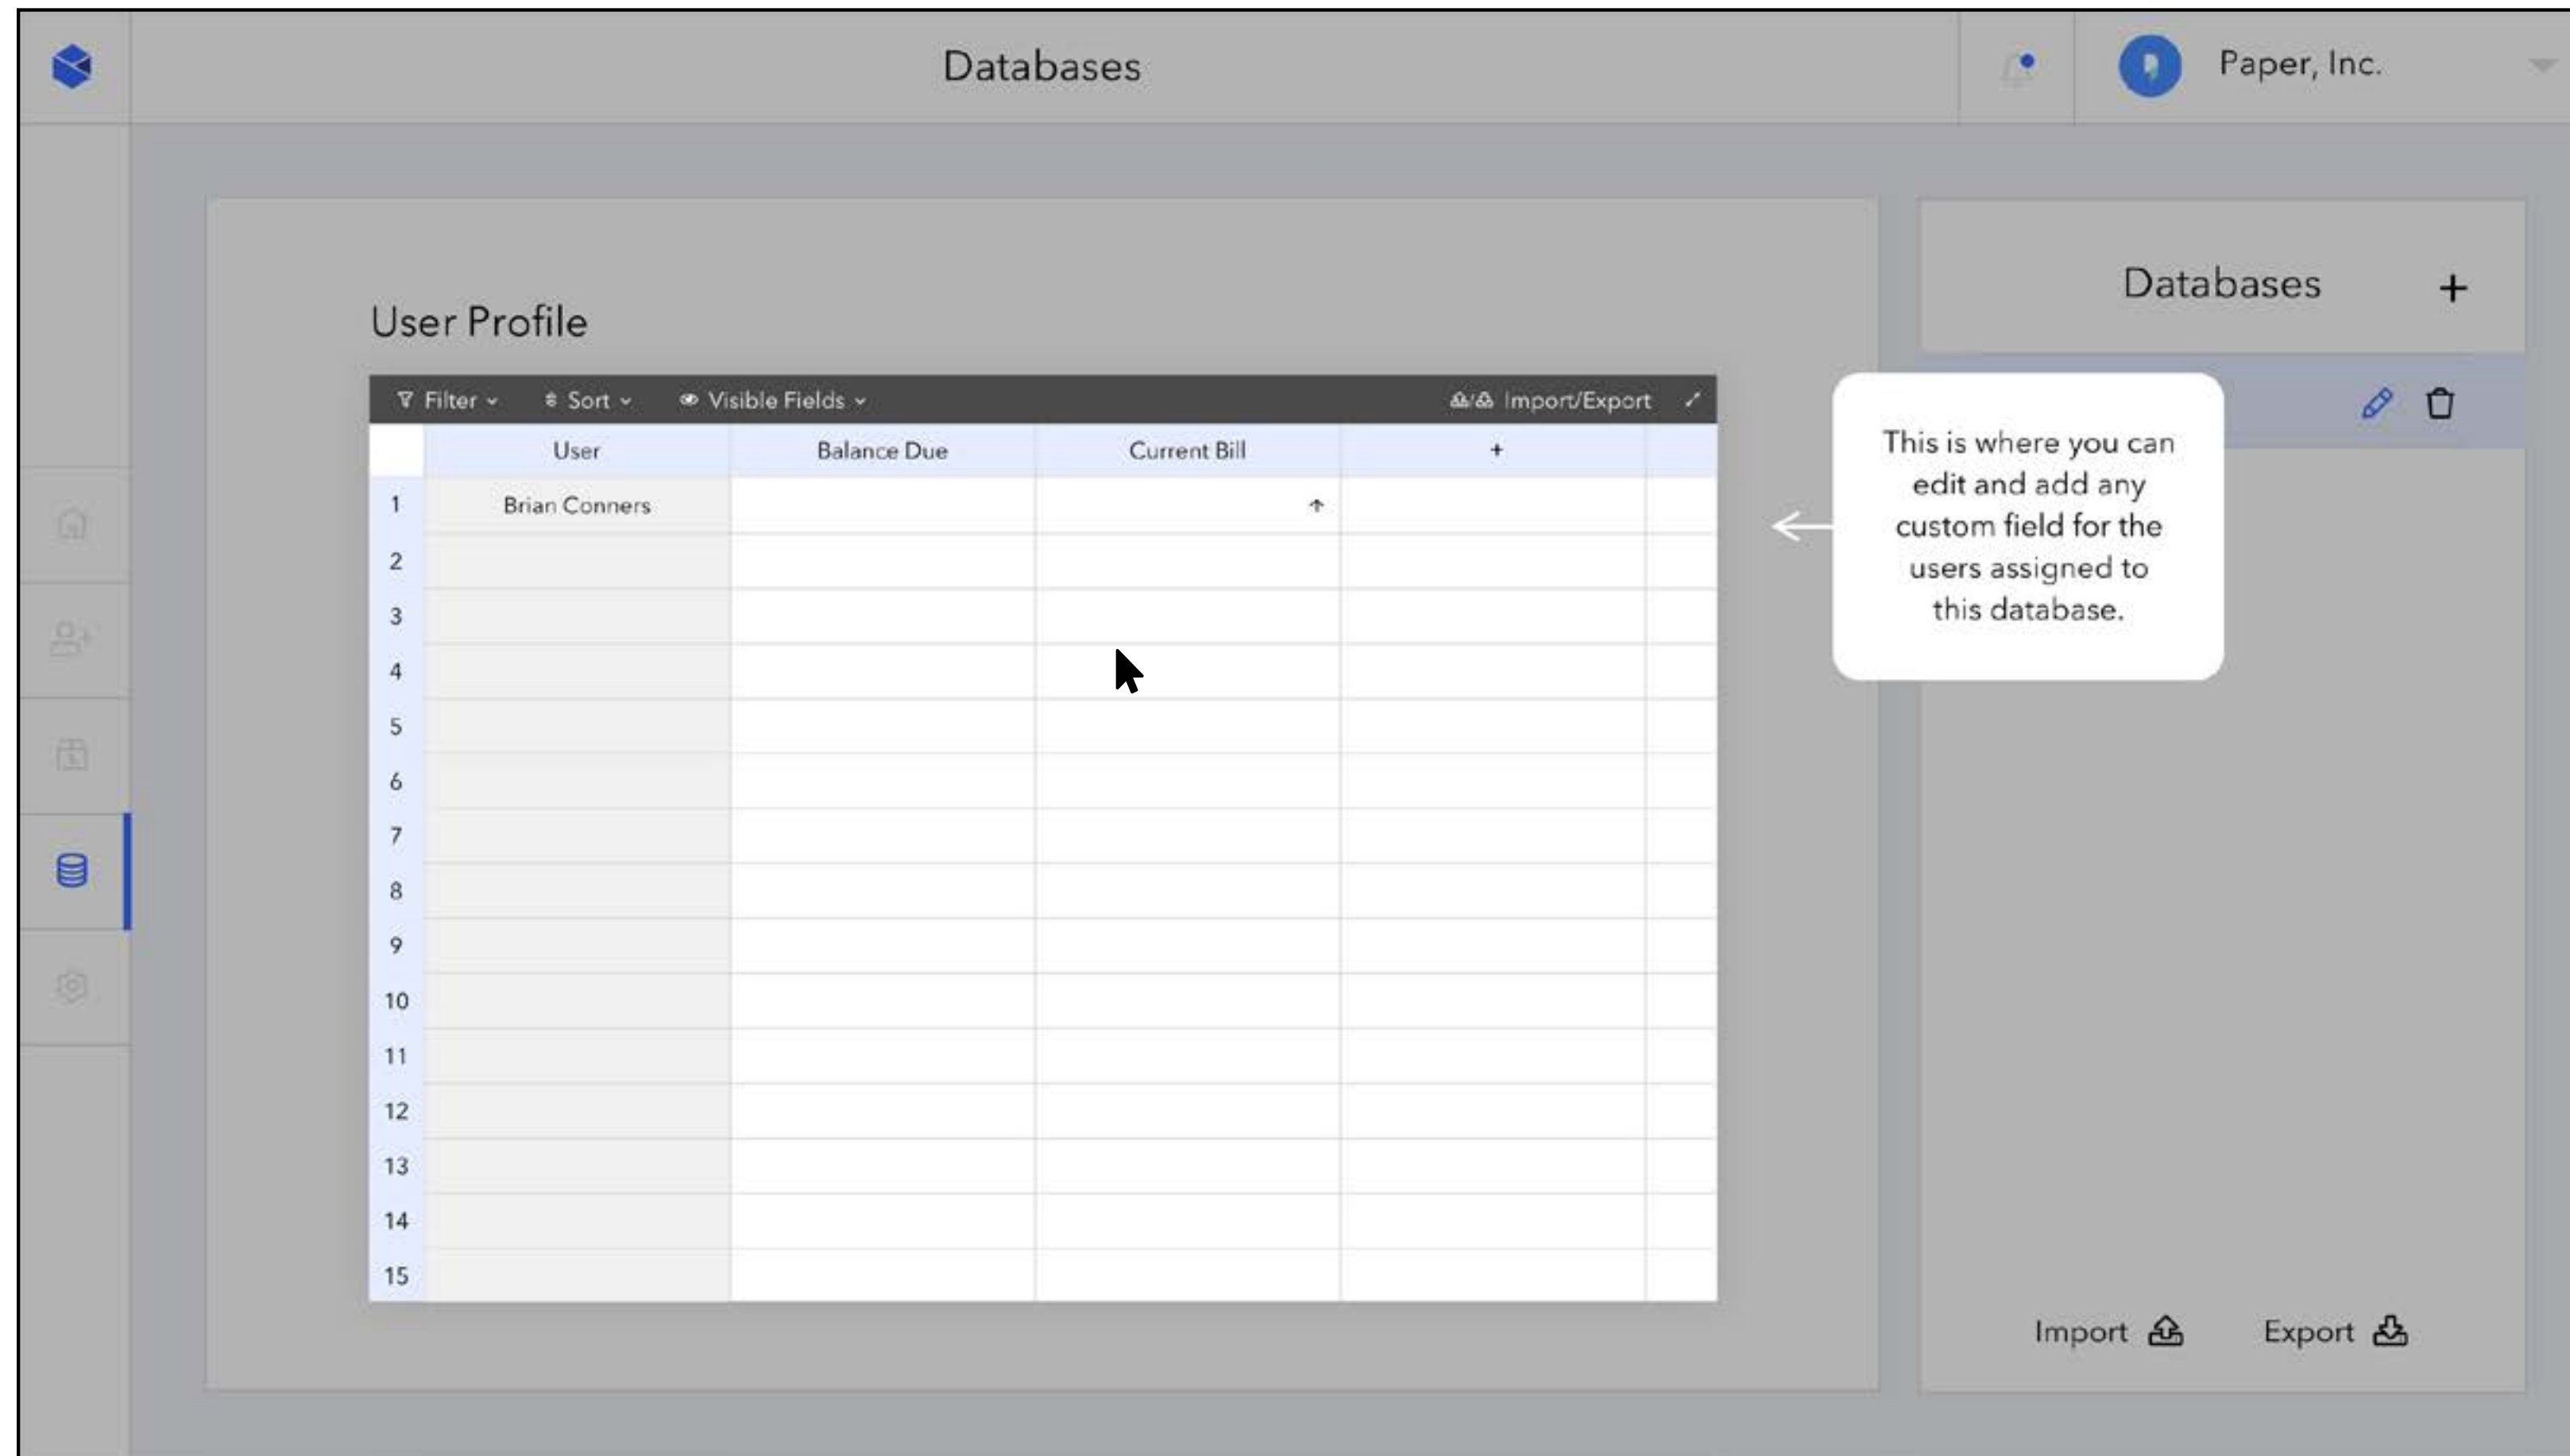 Databases
Paper, Inc.
User Profile
Databases +
Filter Sort Visible Fields Import/Export
User Balance Due Current Bill +
1 Brian Conners
2
3
4
5
6
7
8
9
10
11
12
13
14
15
This is where you can
edit and add any
custom field for the
users assigned to
this database.
Import Export